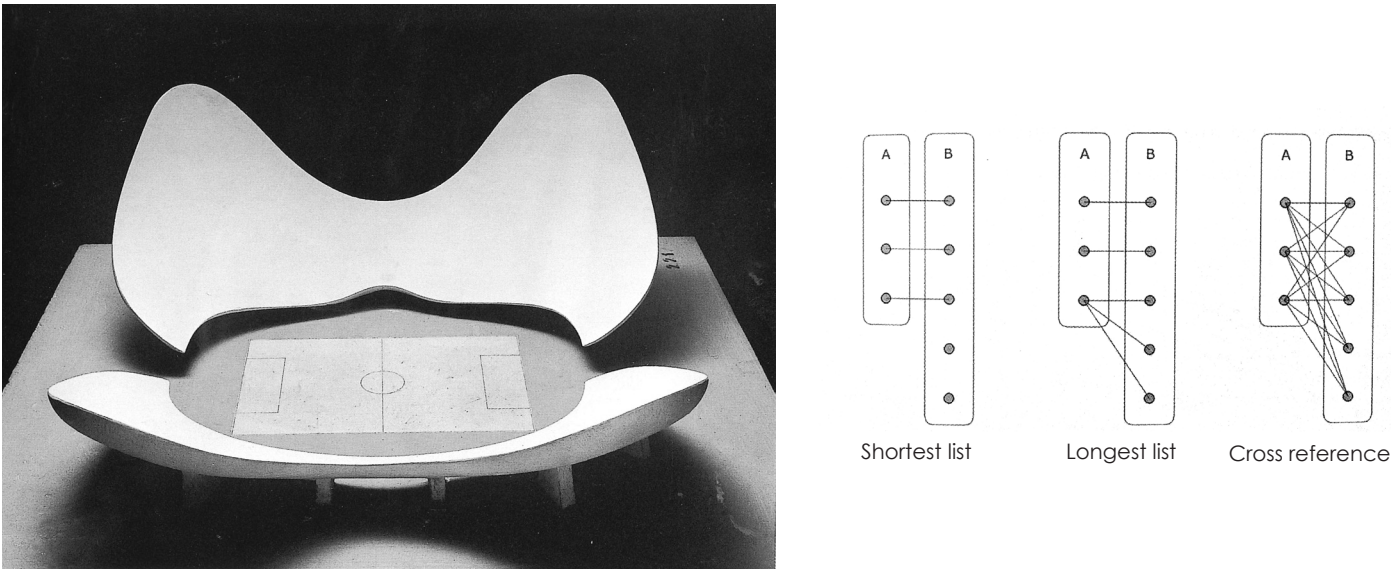 A B
A B
A B
Shortest list
Longest list
Cross reference